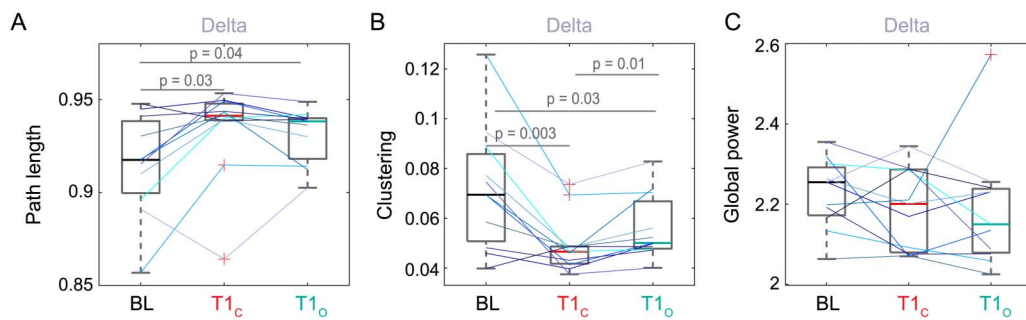 A
Delta
Path length
0.95
0.9
0.85
p = 0.04
p = 0.03
BL
T1c
T1o
B
Delta
Clustering
0.12
0.10
0.08
0.06
0.04
p = 0.01
p = 0.03
p = 0.003
BL
T1c
T1o
C
Delta
Global power
2.6
2.4
2.2
2
BL
T1c
T1o